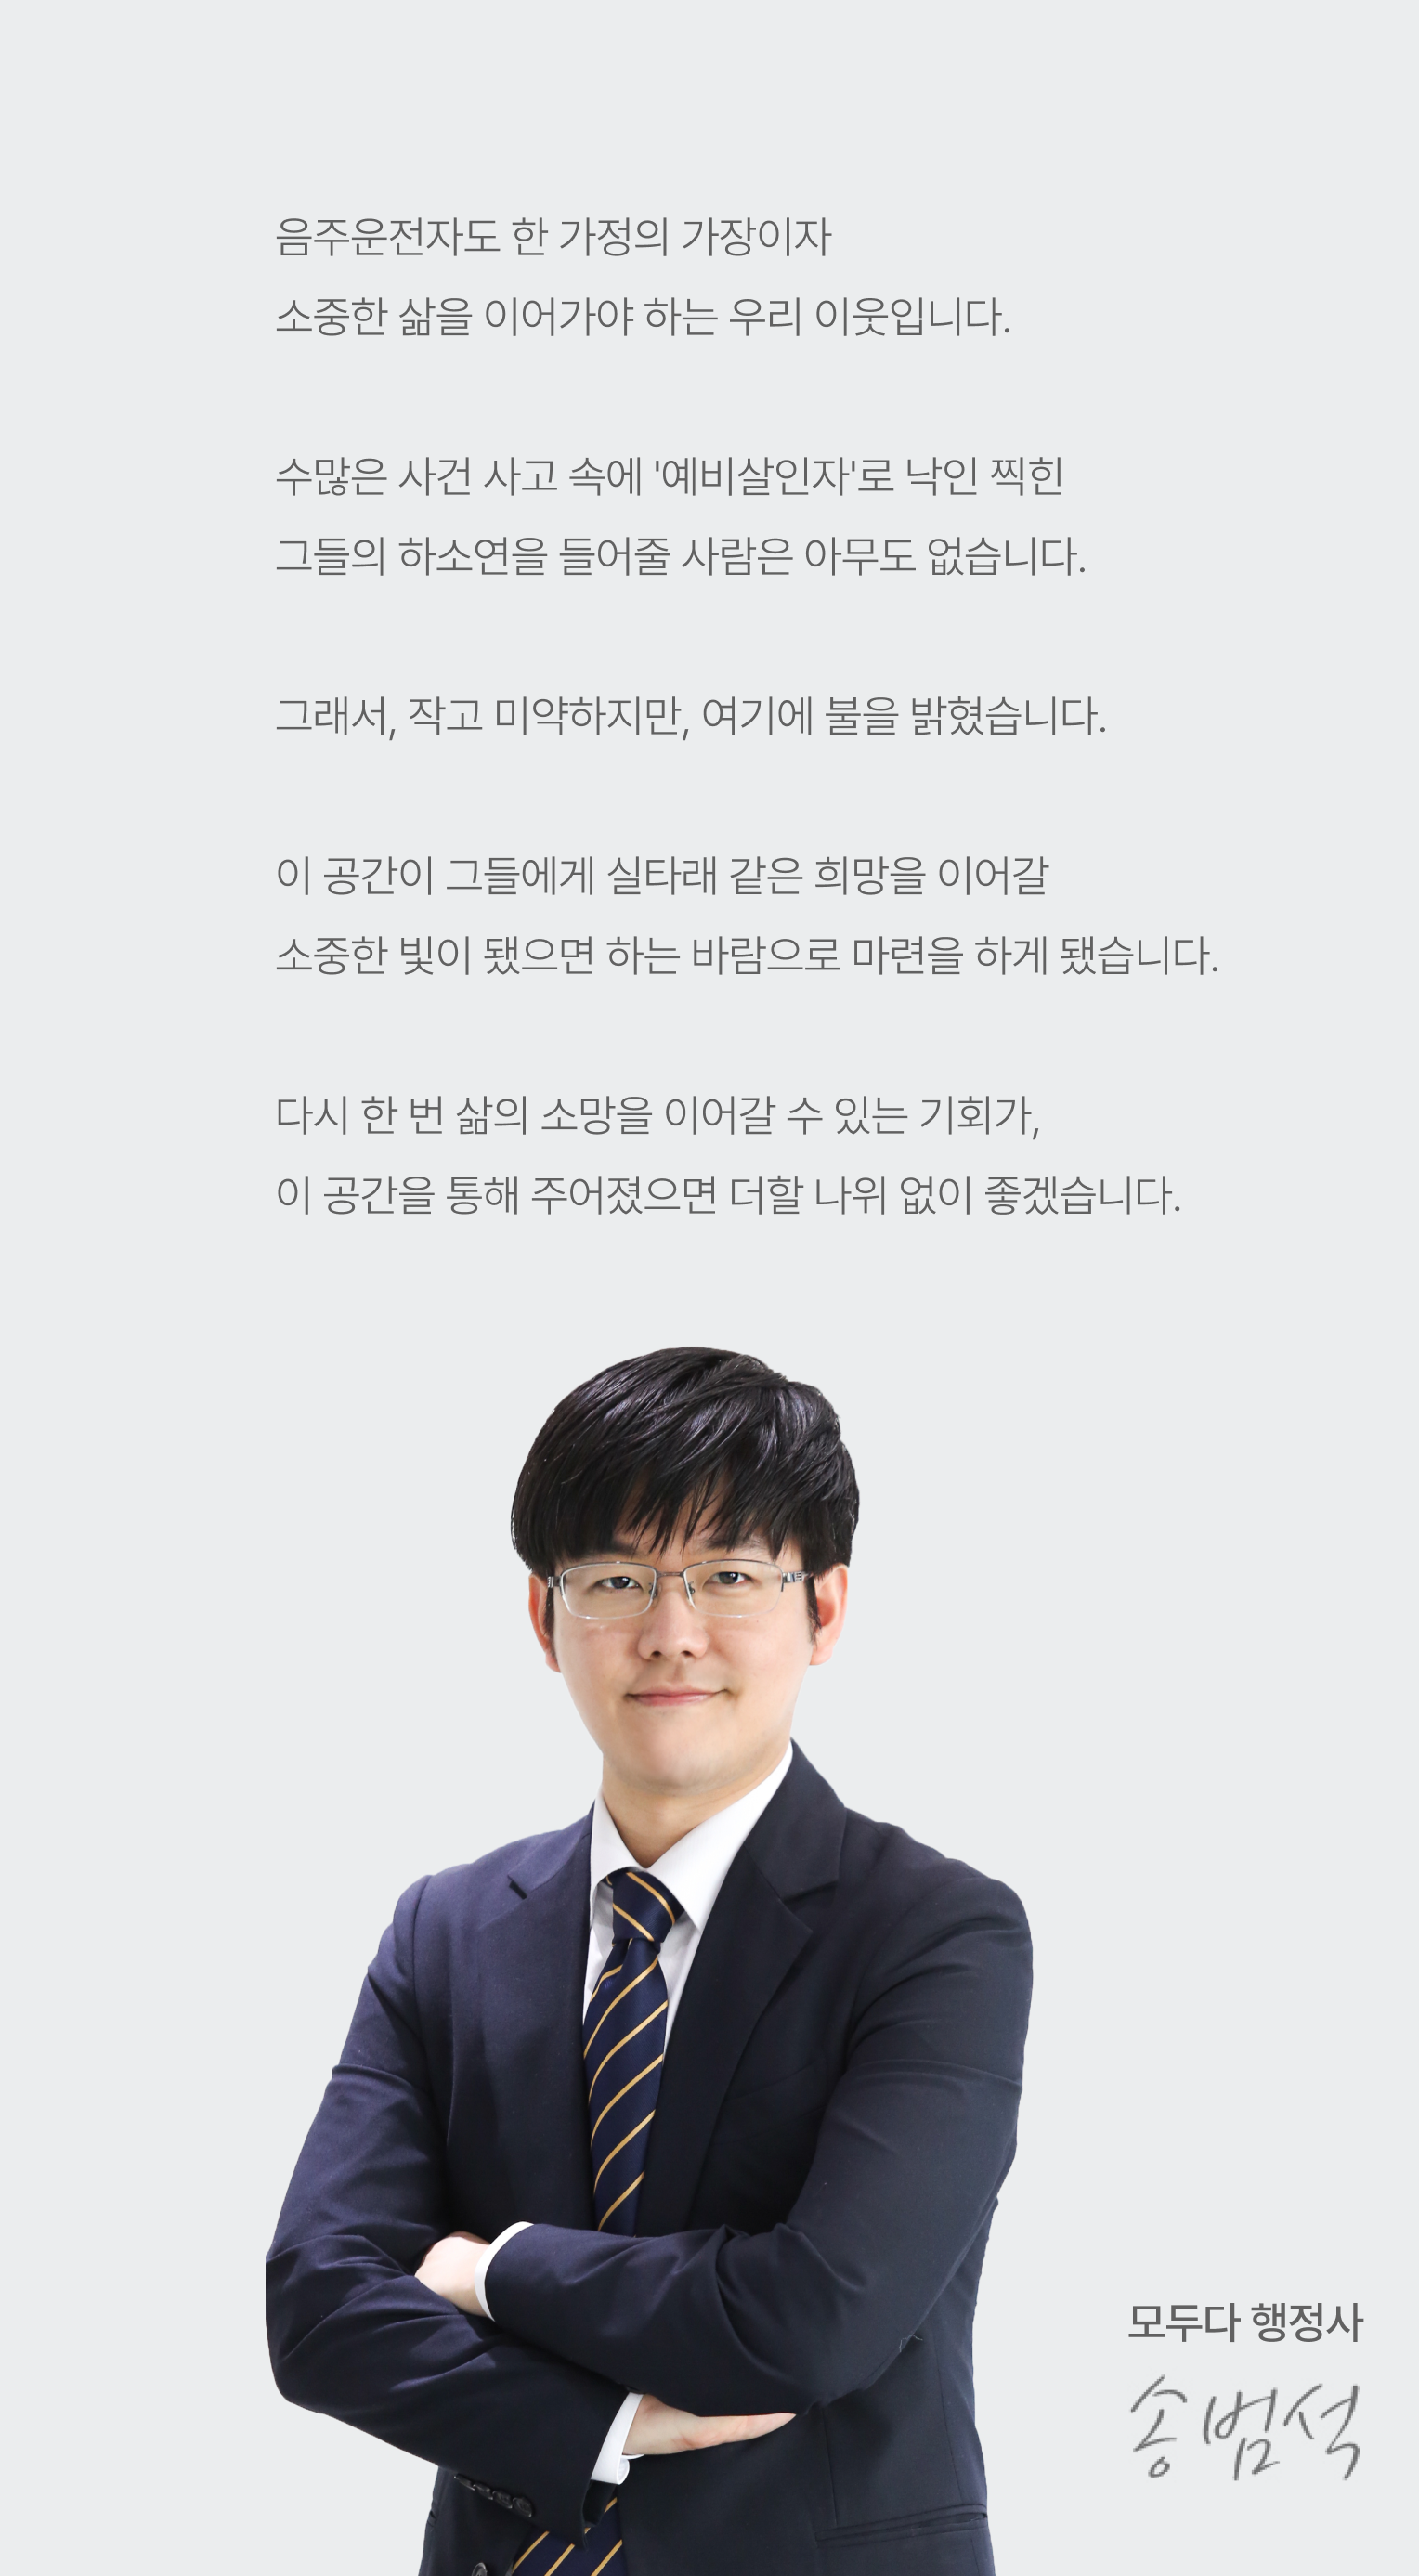 음주운전자도 한 가정의 가장이자
소중한 삶을 이어가야 하는 우리 이웃입니다.
수많은 사건 사고 속에 '예비살인자'로 낙인 찍힌
그들의 하소연을 들어줄 사람은 아무도 없습니다.
그래서, 작고 미약하지만, 여기에 불을 밝혔습니다.
이 공간이 그들에게 실타래 같은 희망을 이어갈
소중한 빛이 됐으면 하는 바람으로 마련을 하게 됐습니다.
다시 한 번 삶의 소망을 이어갈 수 있는 기회가,
이 공간을 통해 주어졌으면 더할 나위 없이 좋겠습니다.
모두다 행정사
송범석